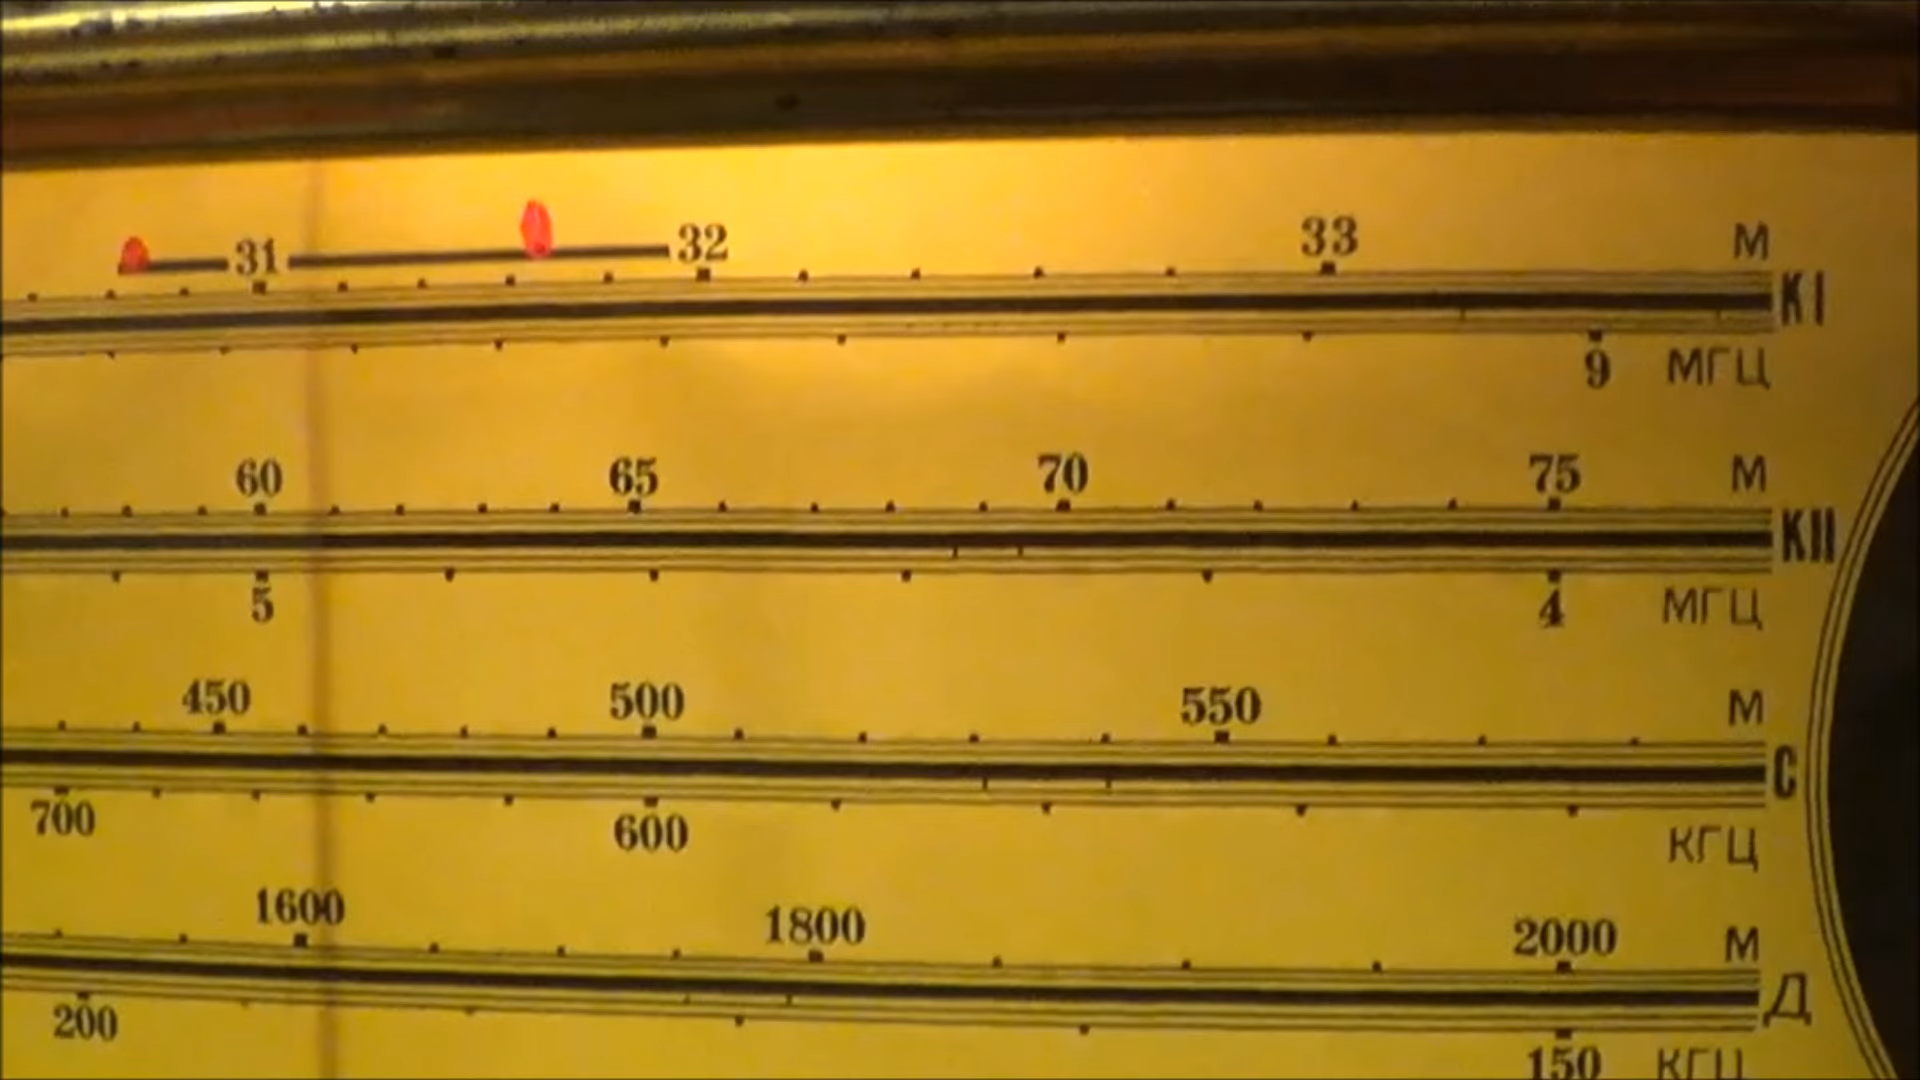 31 32 33 М
КI
9 МГЦ
60 65 70 75 М
КII
5 4 МГЦ
450 500 550 М
С
700 600 КГЦ
1600 1800 2000 М
Д
200 150 КГЦ